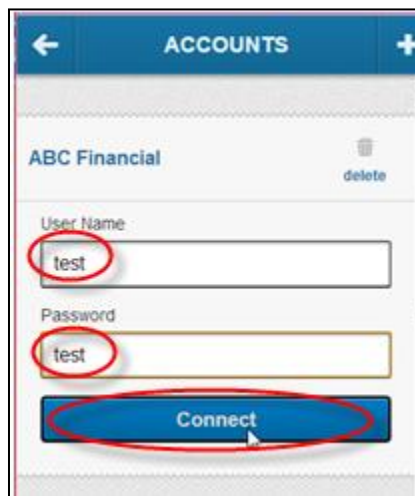 ACCOUNTS
ABC Financial
delete
User Name
test
Password
test
Connect